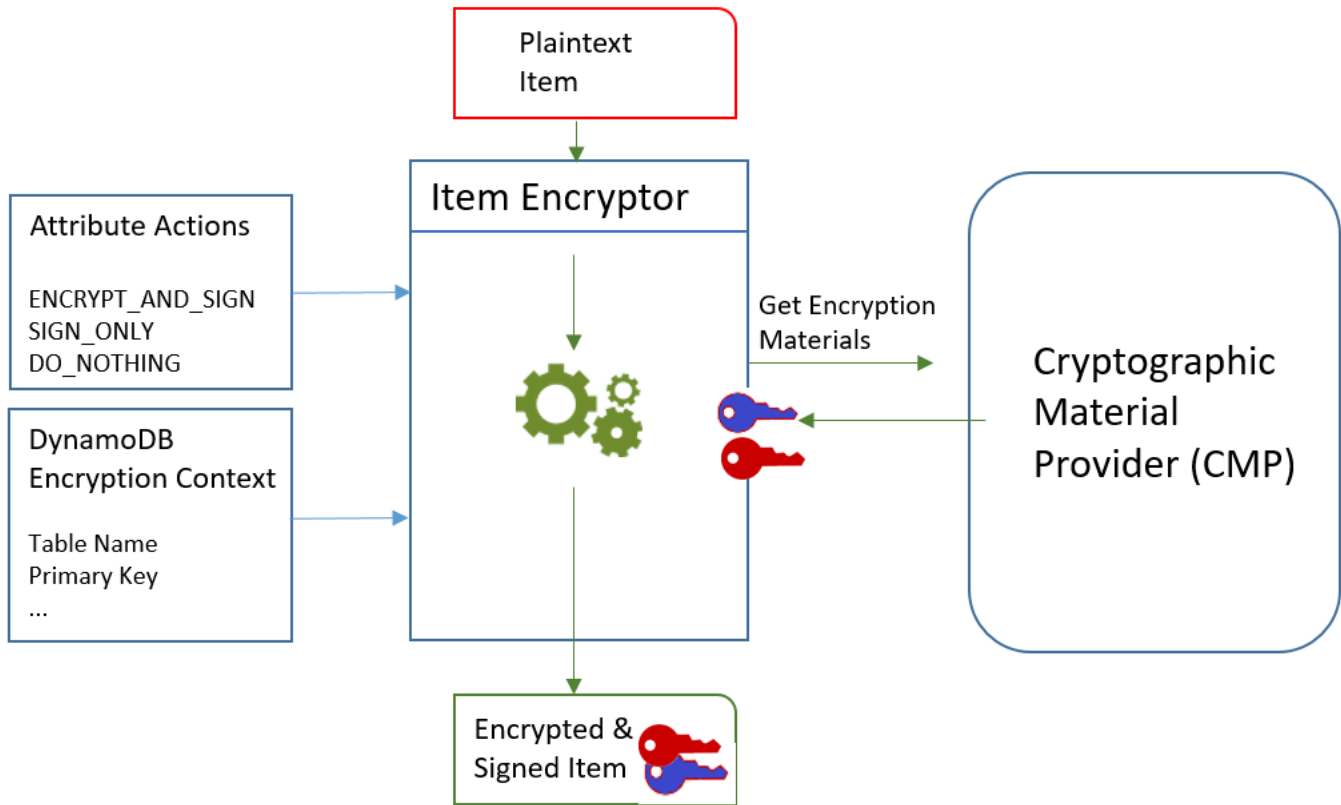 Plaintext
Item
Item Encryptor
Attribute Actions
ENCRYPT_AND_SIGN
SIGN_ONLY
DO_NOTHING
DynamoDB
Encryption Context
Table Name
Primary Key
...
Get Encryption
Materials
Cryptographic
Material
Provider (CMP)
Encrypted &
Signed Item